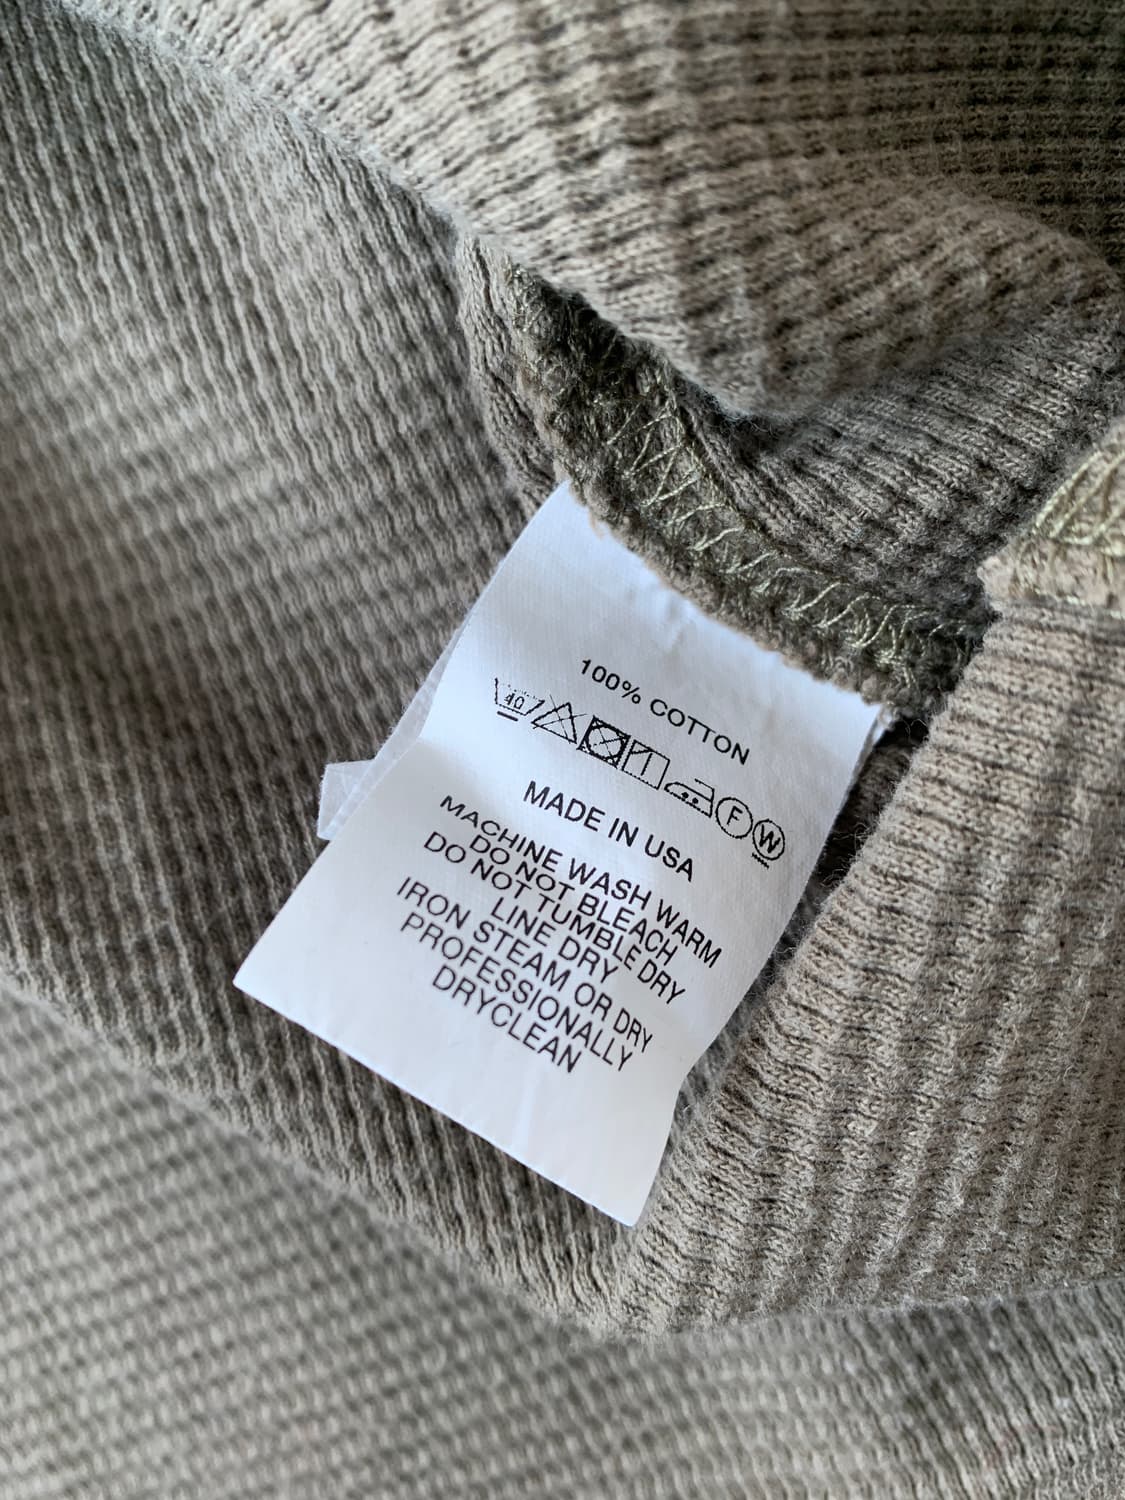 100% COTTON
40 F W
MADE IN USA
MACHINE WASH WARM
DO NOT BLEACH
DO NOT TUMBLE DRY
LINE DRY
IRON STEAM OR DRY
PROFESSIONALLY
DRYCLEAN